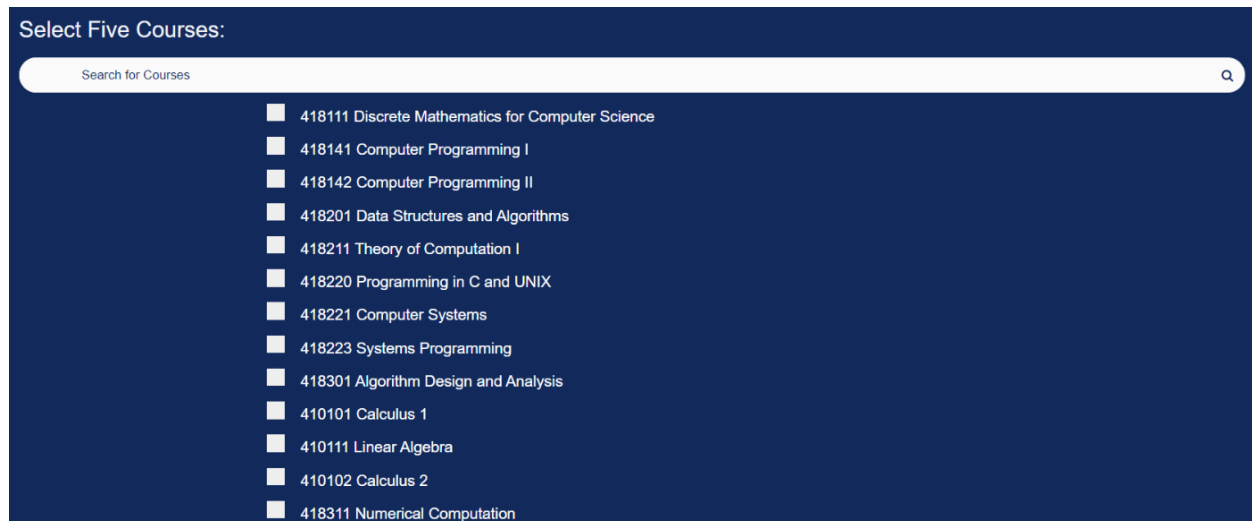 Select Five Courses:
Search for Courses
418111 Discrete Mathematics for Computer Science
418141 Computer Programming I
418142 Computer Programming II
418201 Data Structures and Algorithms
418211 Theory of Computation I
418220 Programming in C and UNIX
418221 Computer Systems
418223 Systems Programming
418301 Algorithm Design and Analysis
410101 Calculus 1
410111 Linear Algebra
410102 Calculus 2
418311 Numerical Computation